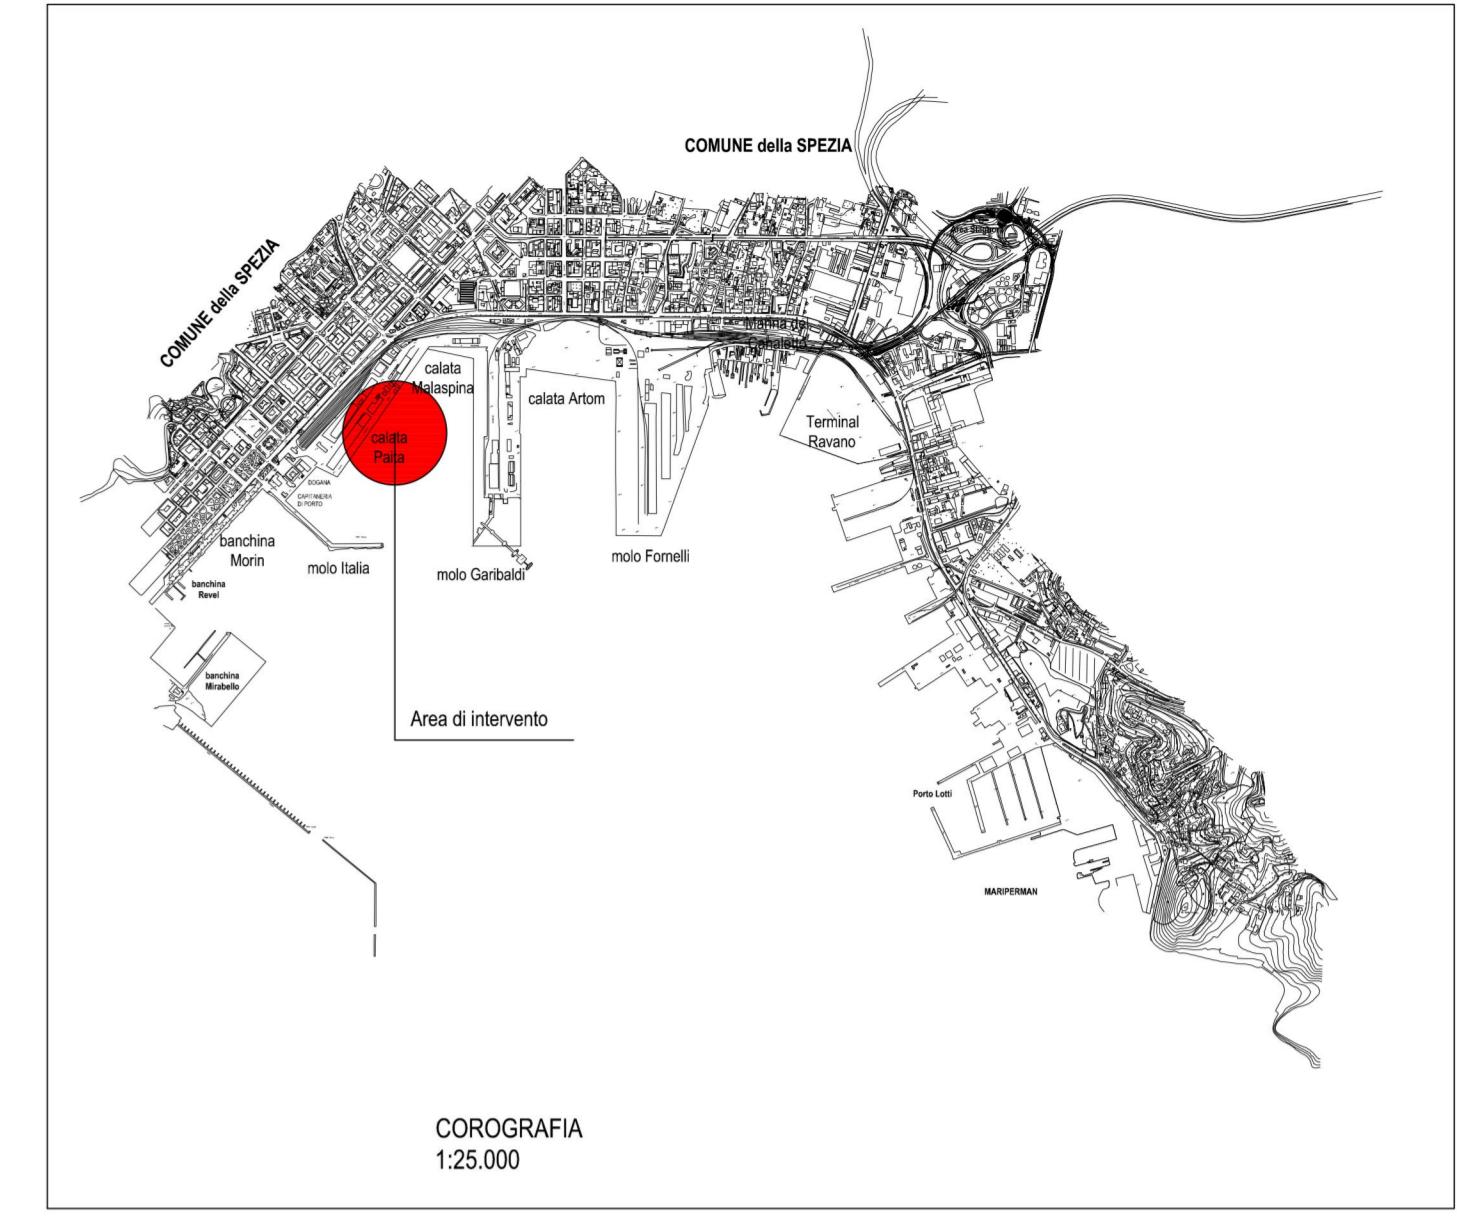 COMUNE della SPEZIA
COMUNE della SPEZIA
Area Stagnoni
Marina del
Canaletto
calata
Malaspina
calata Artom
Terminal
Ravano
calata
Paita
DOGANA
CAPITANERIA
DI PORTO
banchina
Morin
molo Italia
molo Garibaldi
molo Fornelli
banchina
Revel
banchina
Mirabello
Area di intervento
Porto Lotti
MARIPERMAN
COROGRAFIA
1:25.000